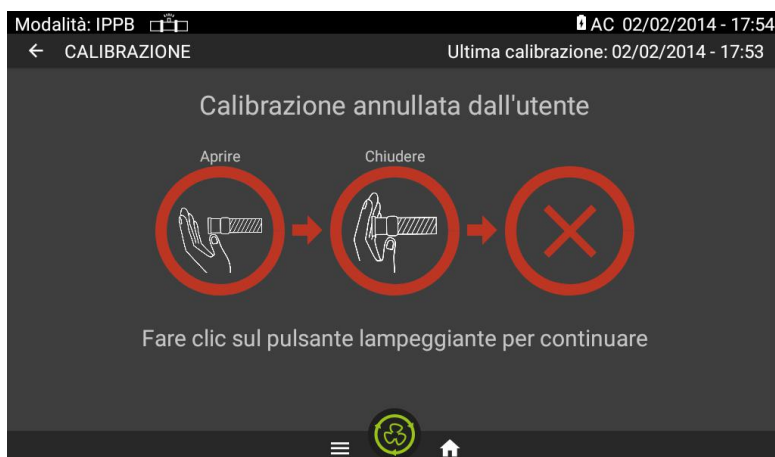 Modalità: IPPB AC 02/02/2014 - 17:54
CALIBRAZIONE Ultima calibrazione: 02/02/2014 - 17:53
Calibrazione annullata dall'utente
Aprire Chiudere
Fare clic sul pulsante lampeggiante per continuare